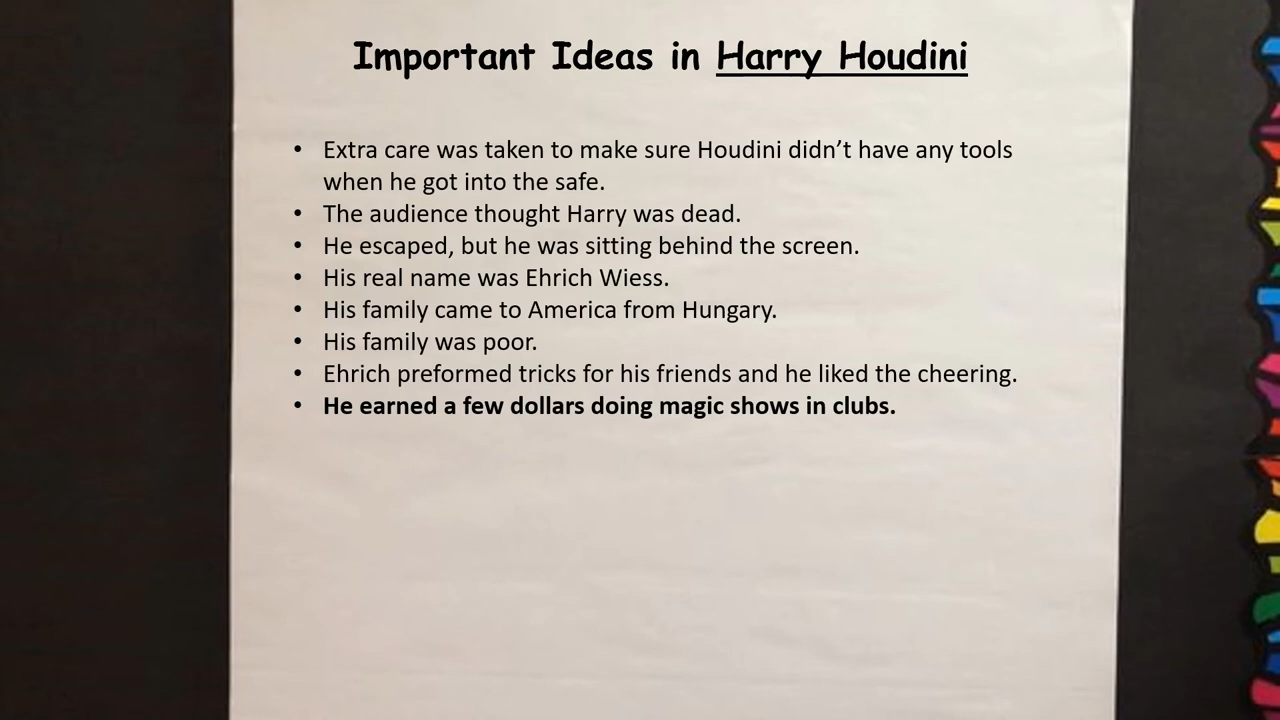 Important Ideas in Harry Houdini
• Extra care was taken to make sure Houdini didn’t have any tools
when he got into the safe.
• The audience thought Harry was dead.
• He escaped, but he was sitting behind the screen.
• His real name was Ehrich Wiess.
• His family came to America from Hungary.
• His family was poor.
• Ehrich preformed tricks for his friends and he liked the cheering.
• He earned a few dollars doing magic shows in clubs.